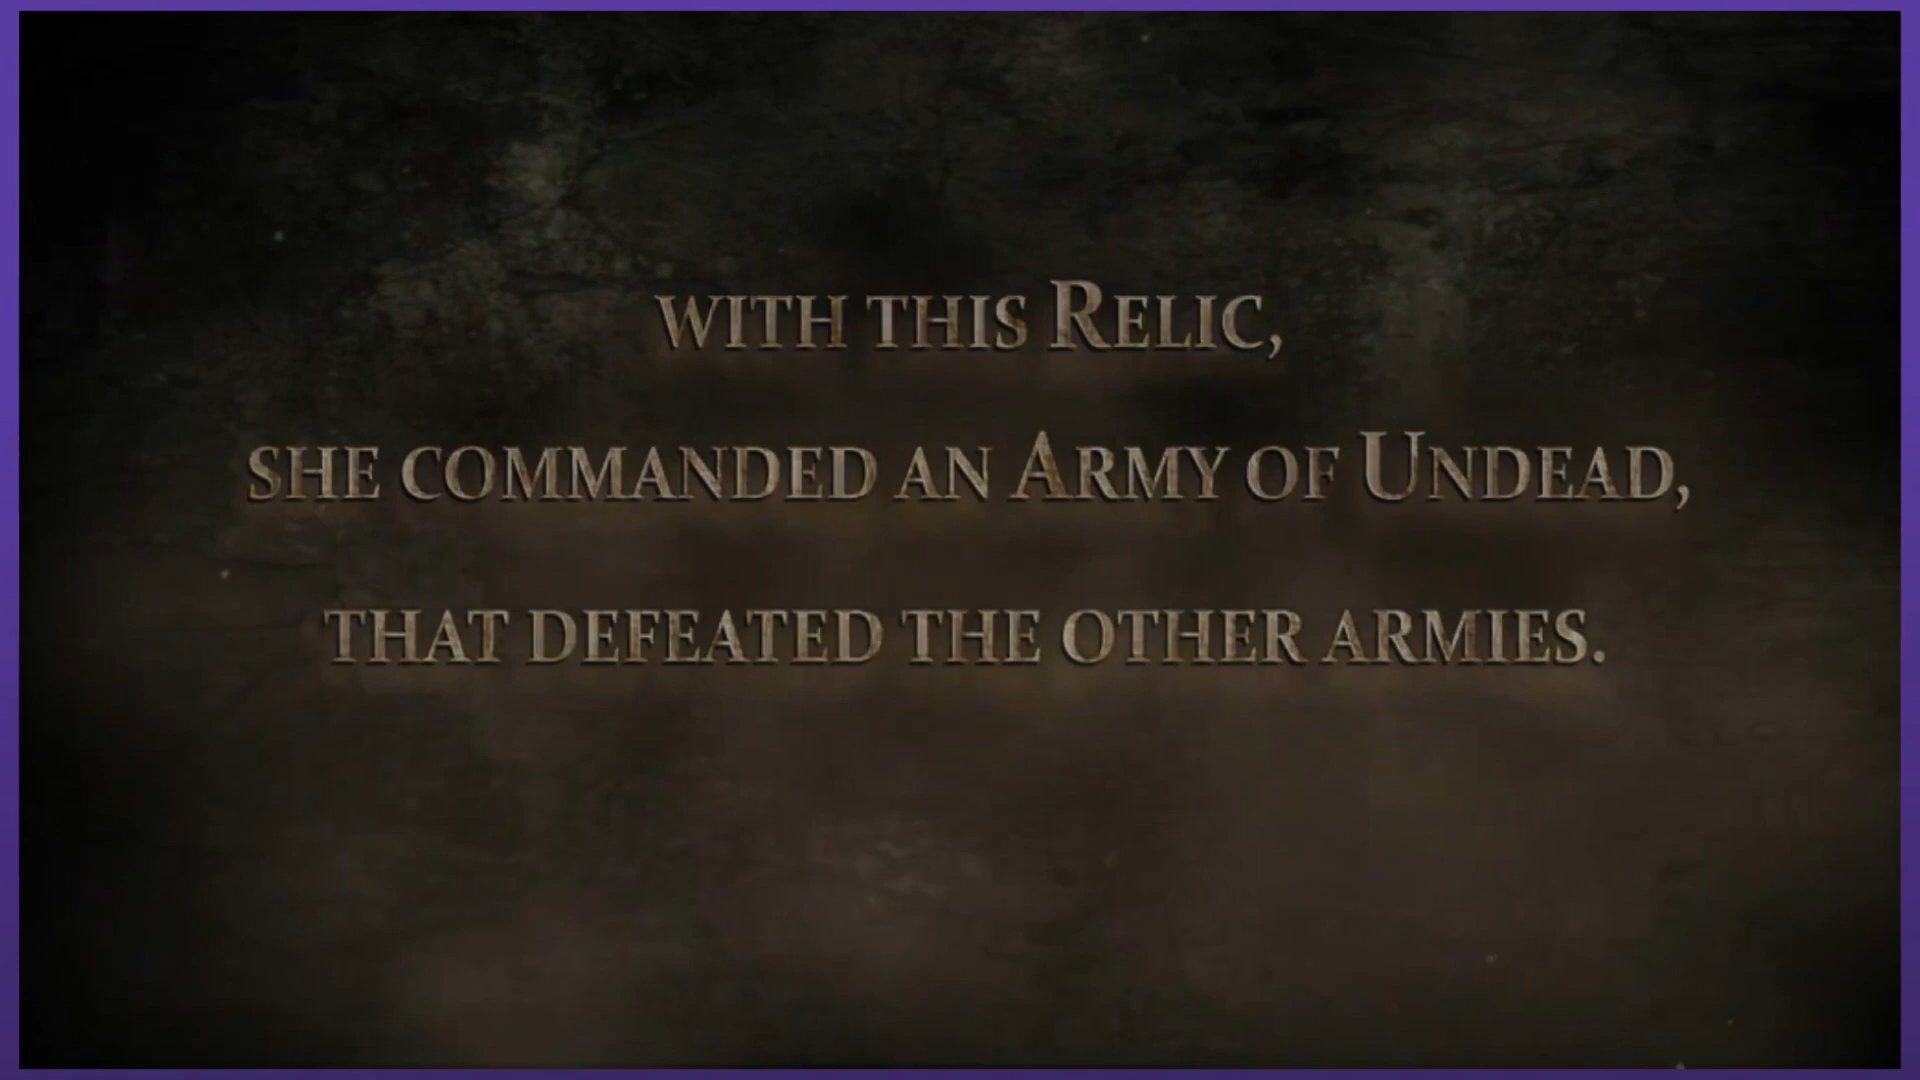 with this Relic,
she commanded an Army of Undead,
that defeated the other armies.